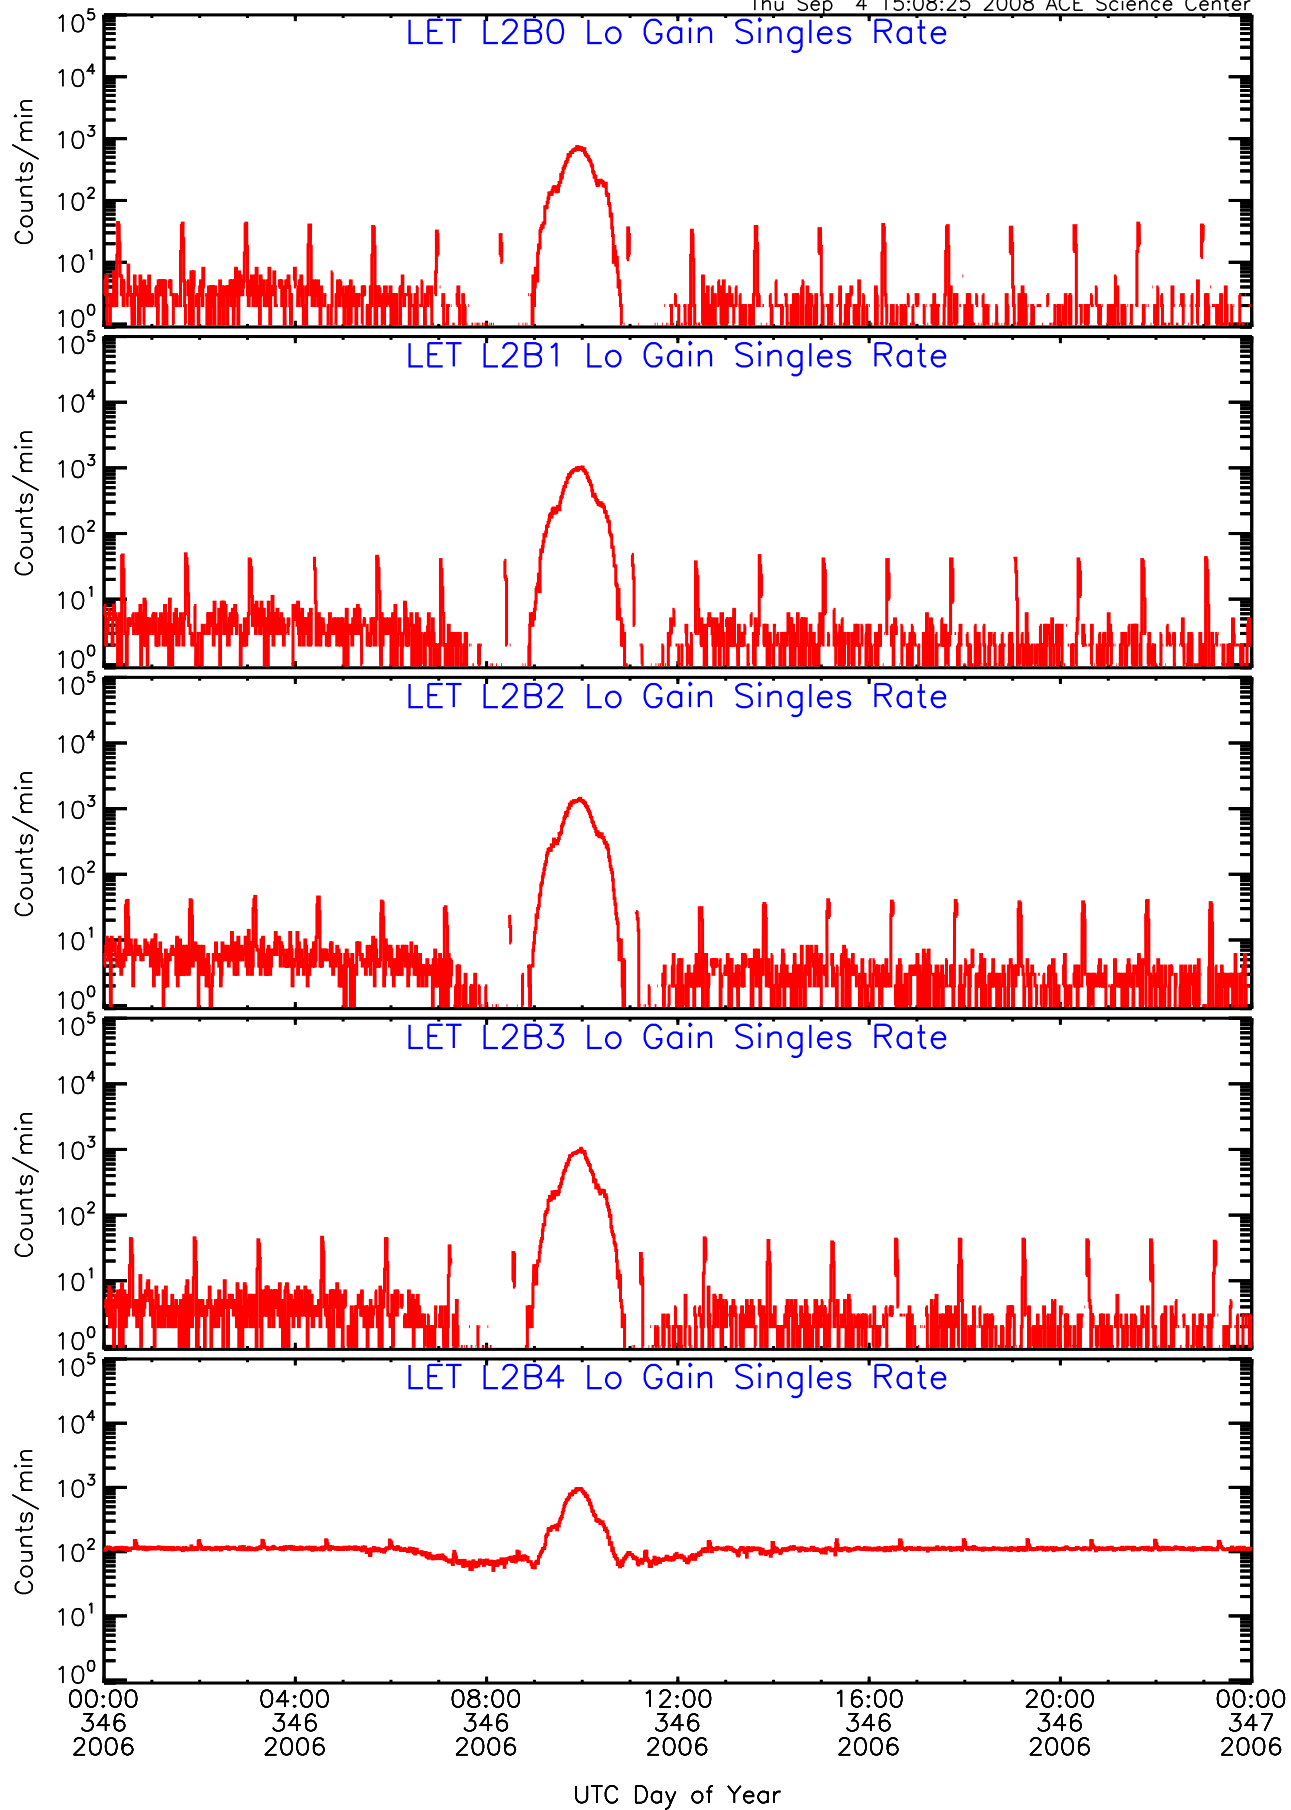 Thu Sep 4 15:08:25 2008 ACE Science Center
LET L2B0 Lo Gain Singles Rate
Counts/min
10^5
10^4
10^3
10^2
10^1
10^0
LET L2B1 Lo Gain Singles Rate
Counts/min
10^5
10^4
10^3
10^2
10^1
10^0
LET L2B2 Lo Gain Singles Rate
Counts/min
10^5
10^4
10^3
10^2
10^1
10^0
LET L2B3 Lo Gain Singles Rate
Counts/min
10^5
10^4
10^3
10^2
10^1
10^0
LET L2B4 Lo Gain Singles Rate
Counts/min
10^5
10^4
10^3
10^2
10^1
10^0
00:00 04:00 08:00 12:00 16:00 20:00 00:00
346 346 346 346 346 346 347
2006 2006 2006 2006 2006 2006 2006
UTC Day of Year